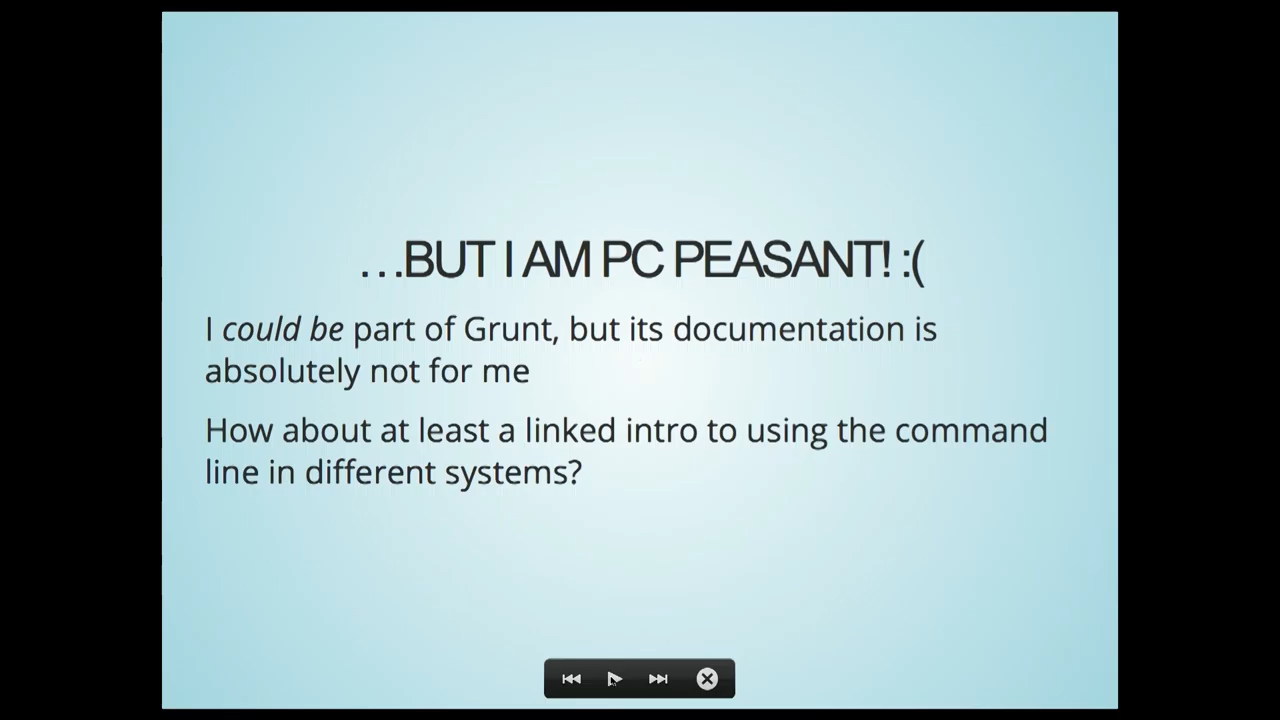 ...BUT I AM PC PEASANT! :(
I could be part of Grunt, but its documentation is
absolutely not for me
How about at least a linked intro to using the command
line in different systems?